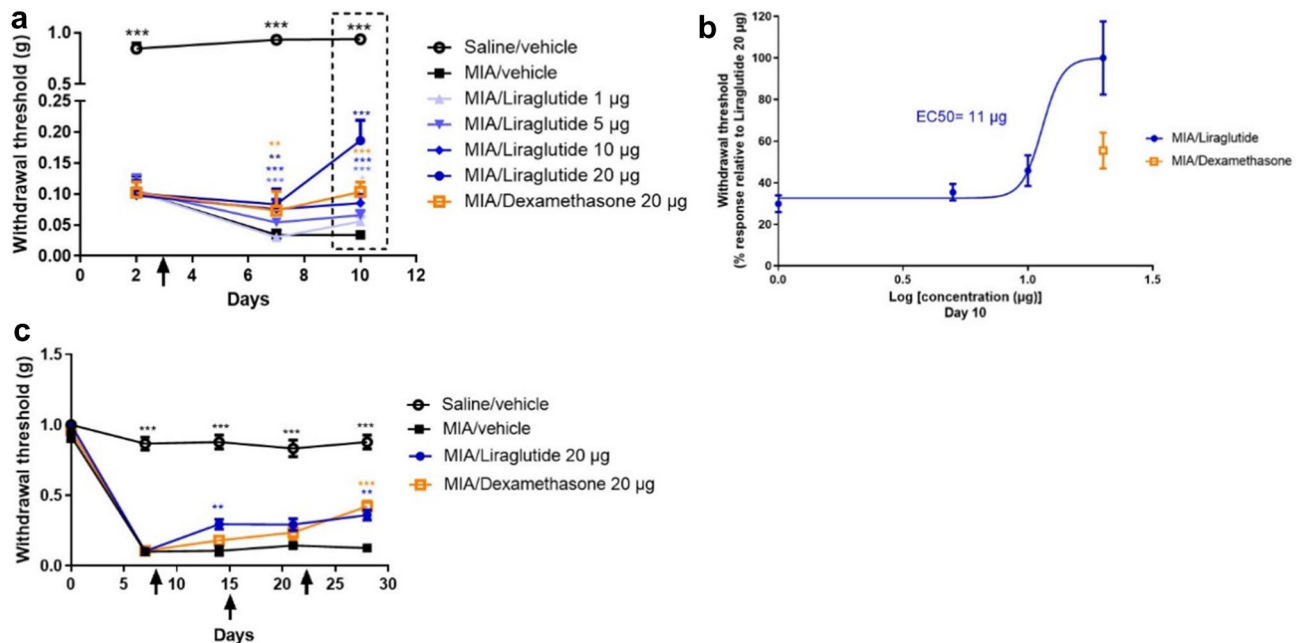 a
Withdrawal threshold (g)
1.0
0.5
0.25
0.20
0.15
0.10
0.05
0.00
*** *** ***
** ***
** ***
*** ***
*** ***
0 2 4 6 8 10 12
Days
Saline/vehicle
MIA/vehicle
MIA/Liraglutide 1 µg
MIA/Liraglutide 5 µg
MIA/Liraglutide 10 µg
MIA/Liraglutide 20 µg
MIA/Dexamethasone 20 µg
b
Withdrawal threshold
(% response relative to Liraglutide 20 µg)
120
100
80
60
40
20
0
EC50= 11 µg
0.0 0.5 1.0 1.5
Log [concentration (µg)]
Day 10
MIA/Liraglutide
MIA/Dexamethasone
c
Withdrawal threshold (g)
1.5
1.0
0.5
0.0
*** *** *** ***
***
** **
0 5 10 15 20 25 30
Days
Saline/vehicle
MIA/vehicle
MIA/Liraglutide 20 µg
MIA/Dexamethasone 20 µg